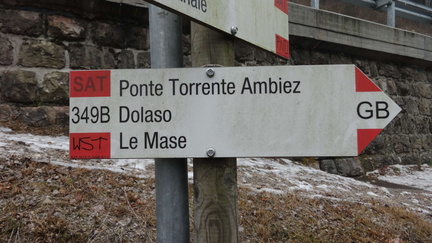 SAT Ponte Torrente Ambiez
349B Dolaso GB
WST Le Mase